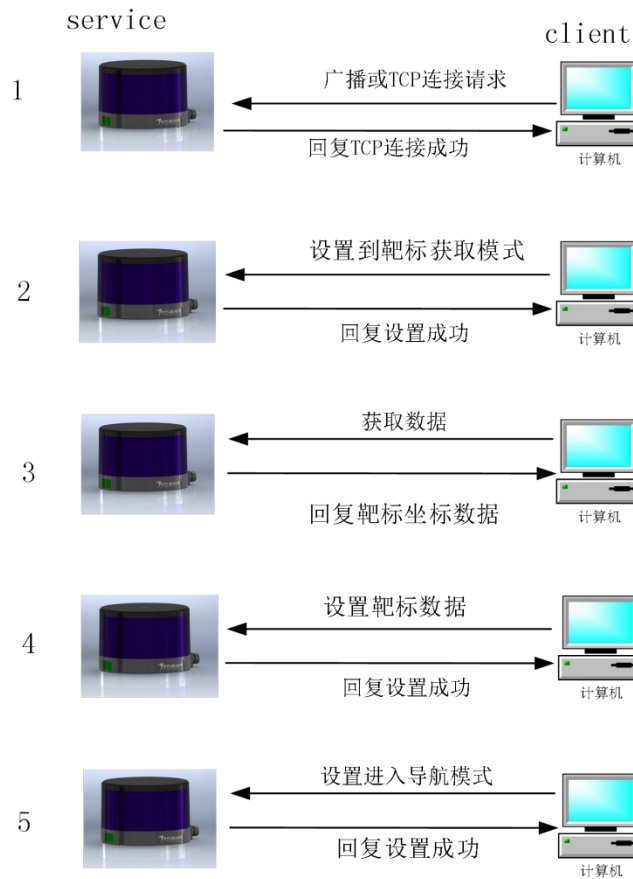 service
client
1
广播或TCP连接请求
回复TCP连接成功
计算机
2
设置到靶标获取模式
回复设置成功
计算机
3
获取数据
回复靶标坐标数据
计算机
4
设置靶标数据
回复设置成功
计算机
5
设置进入导航模式
回复设置成功
计算机